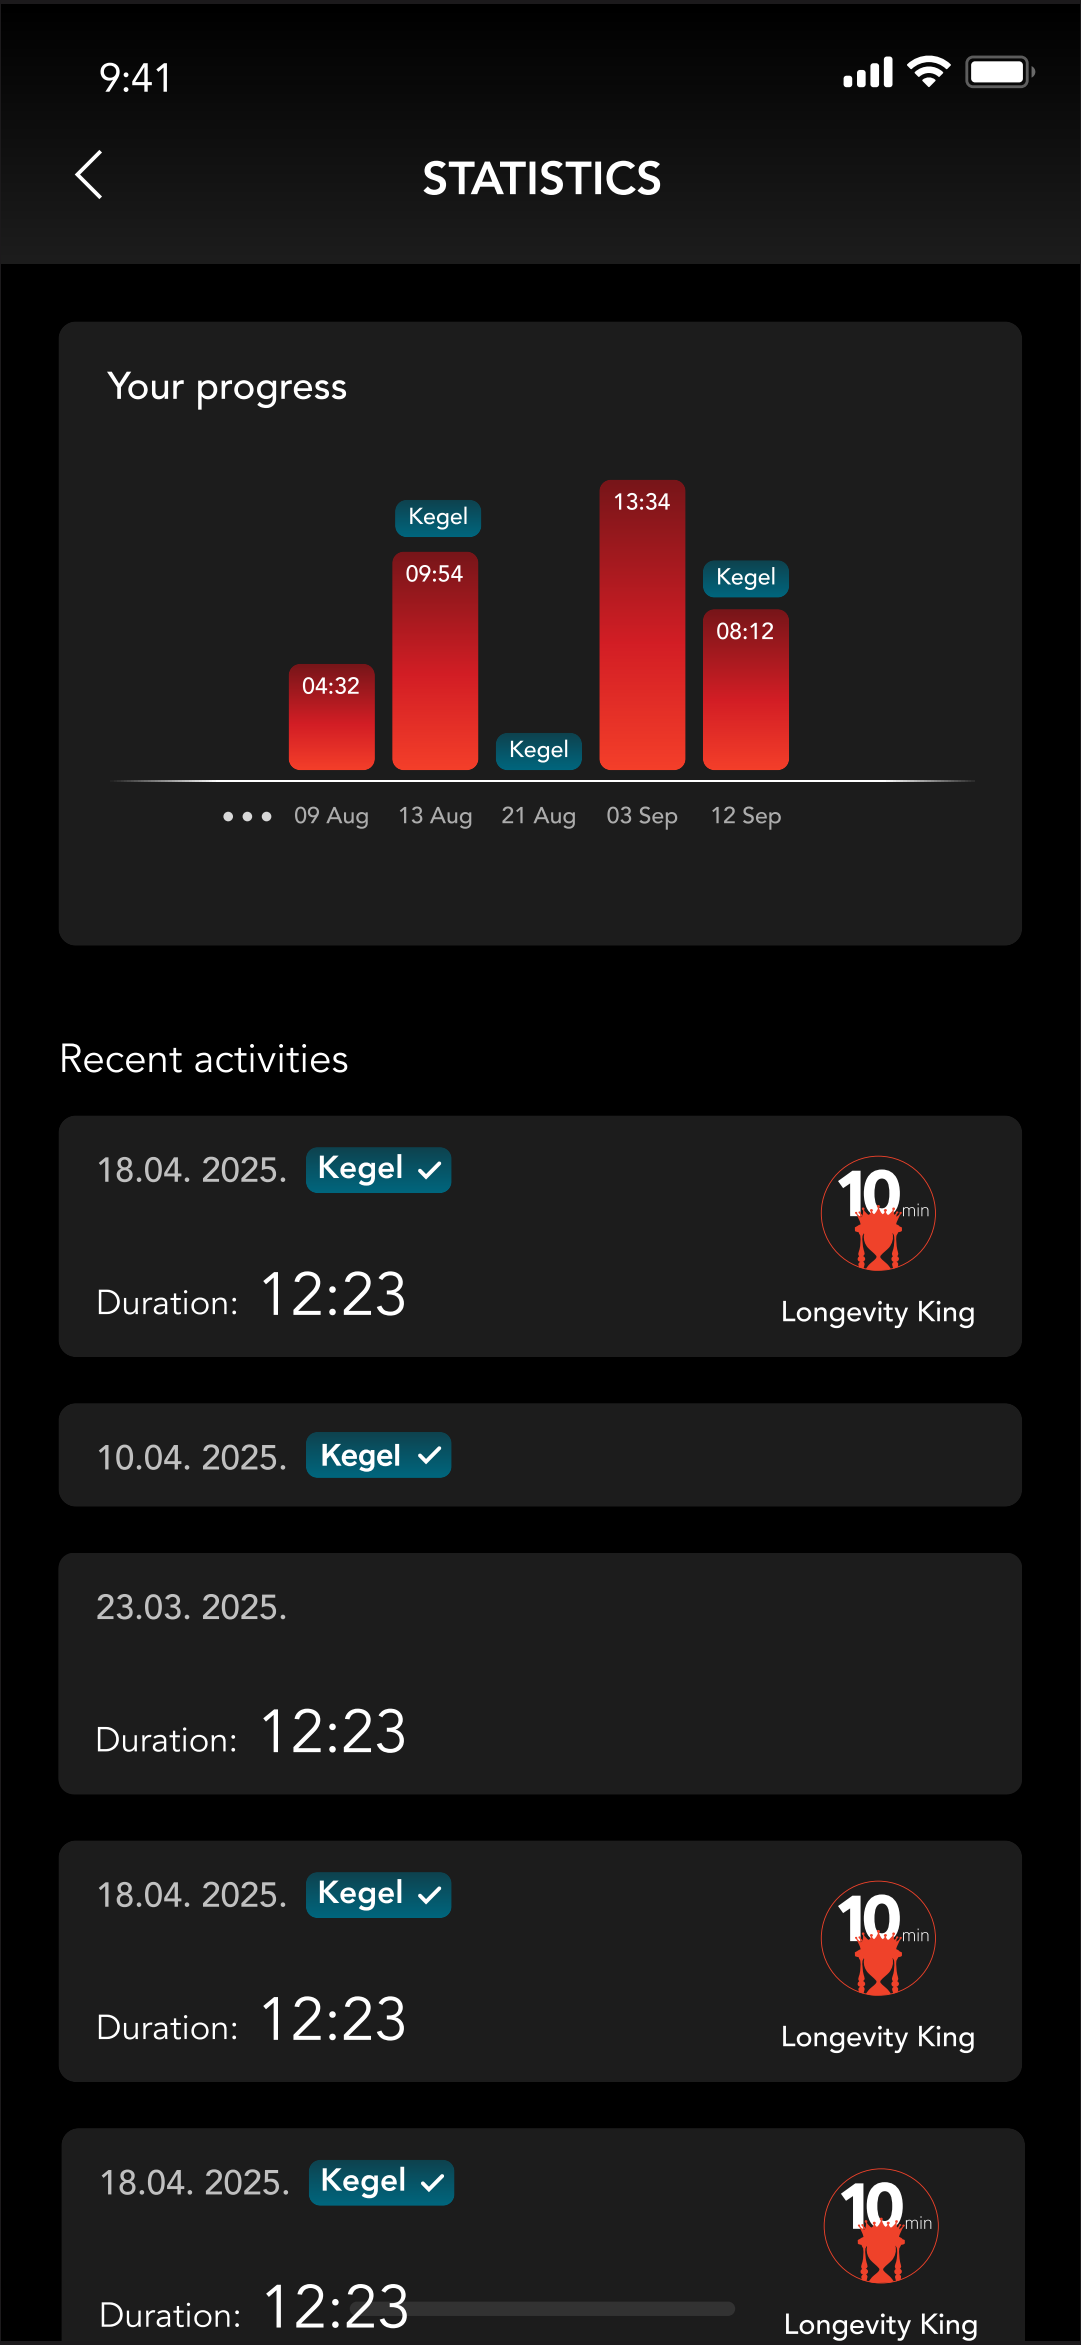 9:41
STATISTICS
Your progress
13:34
Kegel
09:54
Kegel
08:12
04:32
Kegel
09 Aug 13 Aug 21 Aug 03 Sep 12 Sep
Recent activities
18.04. 2025. Kegel
10 min
Duration: 12:23
Longevity King
10.04. 2025. Kegel
23.03. 2025.
Duration: 12:23
18.04. 2025. Kegel
10 min
Duration: 12:23
Longevity King
18.04. 2025. Kegel
10 min
Duration: 12:23
Longevity King